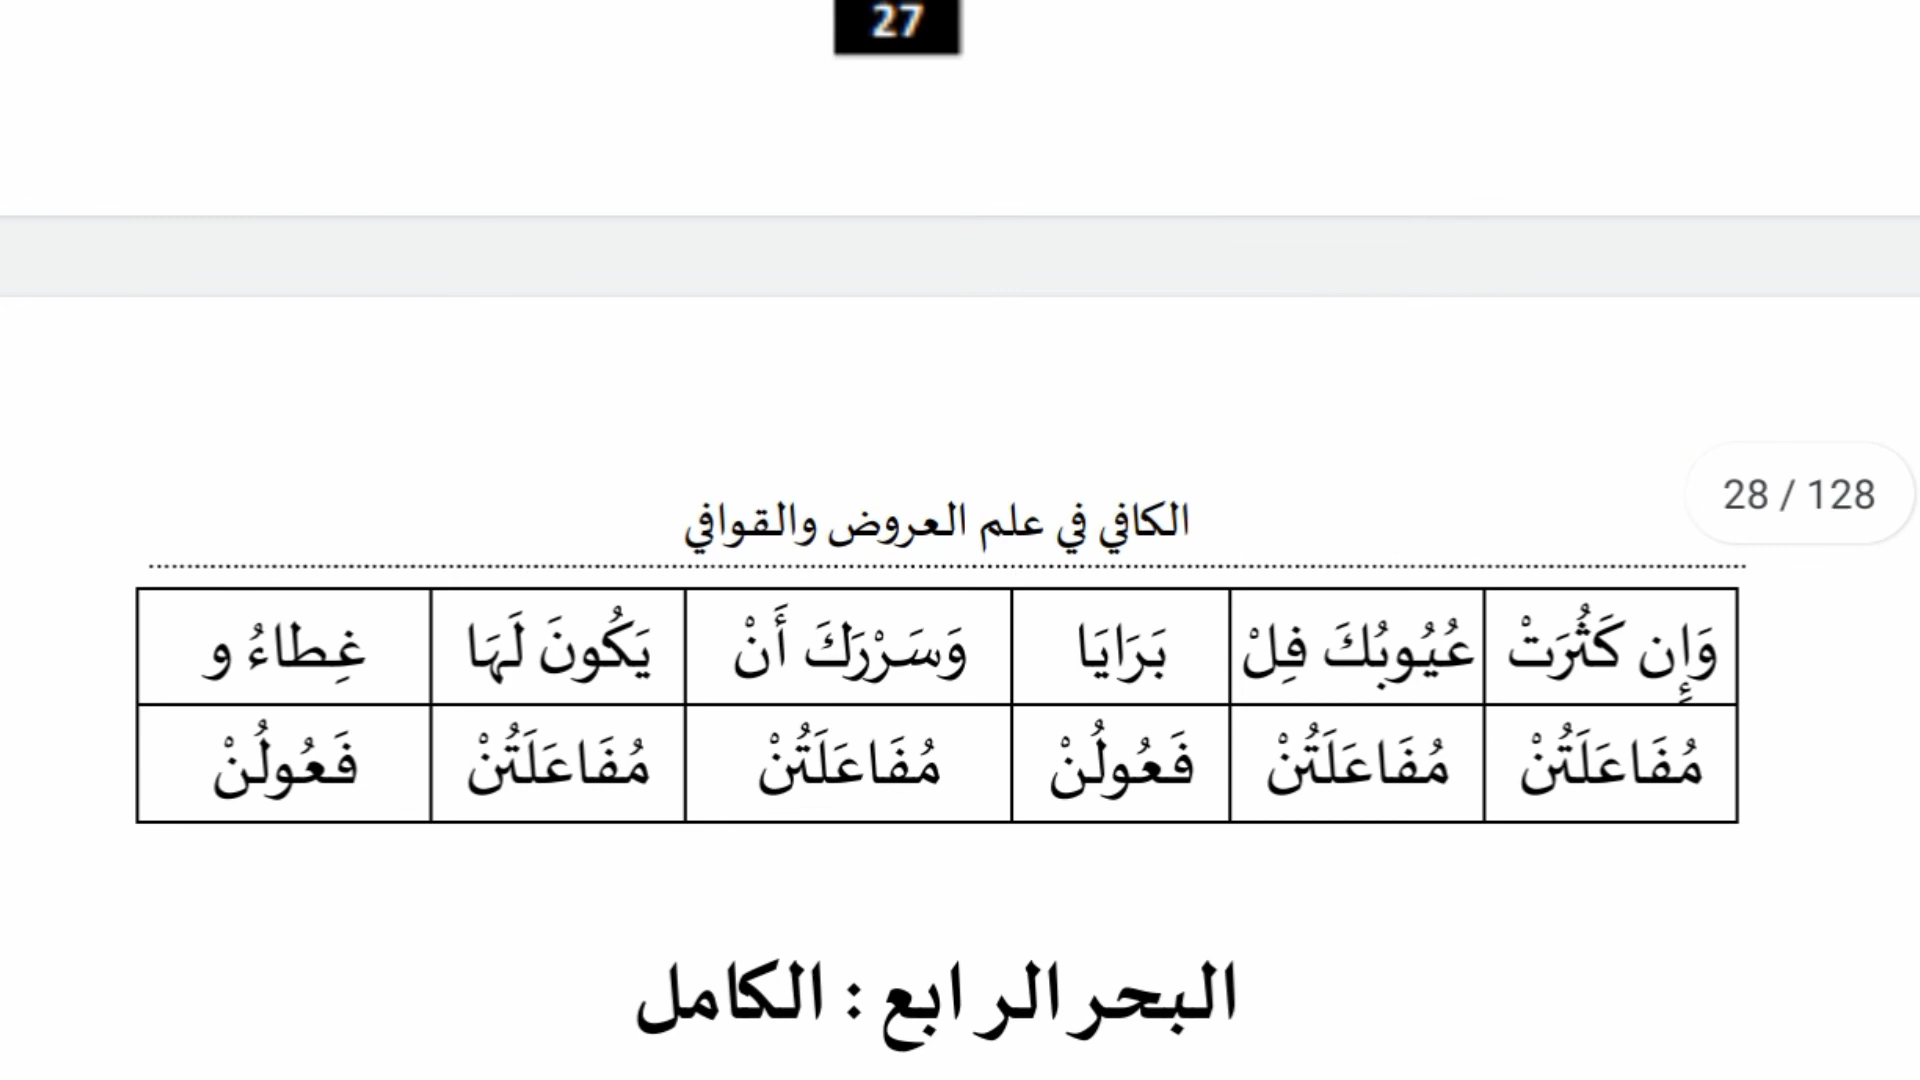 27
28 / 128
الكافي في علم العروض والقوافي
وَإِن كَثُرَتْ عُيُوبُكَ فِلْ بَرَايَا وَسَرْرَكَ أَنْ يَكُونَ لَهَا غِطاءُ و
مُفَاعَلَتُنْ مُفَاعَلَتُنْ فَعُولُنْ مُفَاعَلَتُنْ مُفَاعَلَتُنْ فَعُولُنْ
البحر الرابع : الكامل